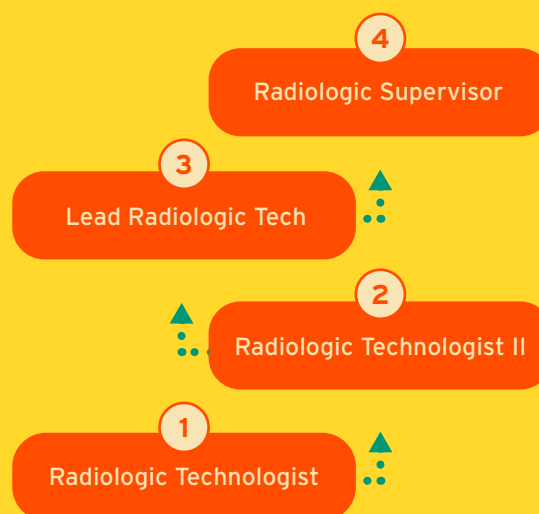 4
Radiologic Supervisor
3
Lead Radiologic Tech
2
Radiologic Technologist II
1
Radiologic Technologist